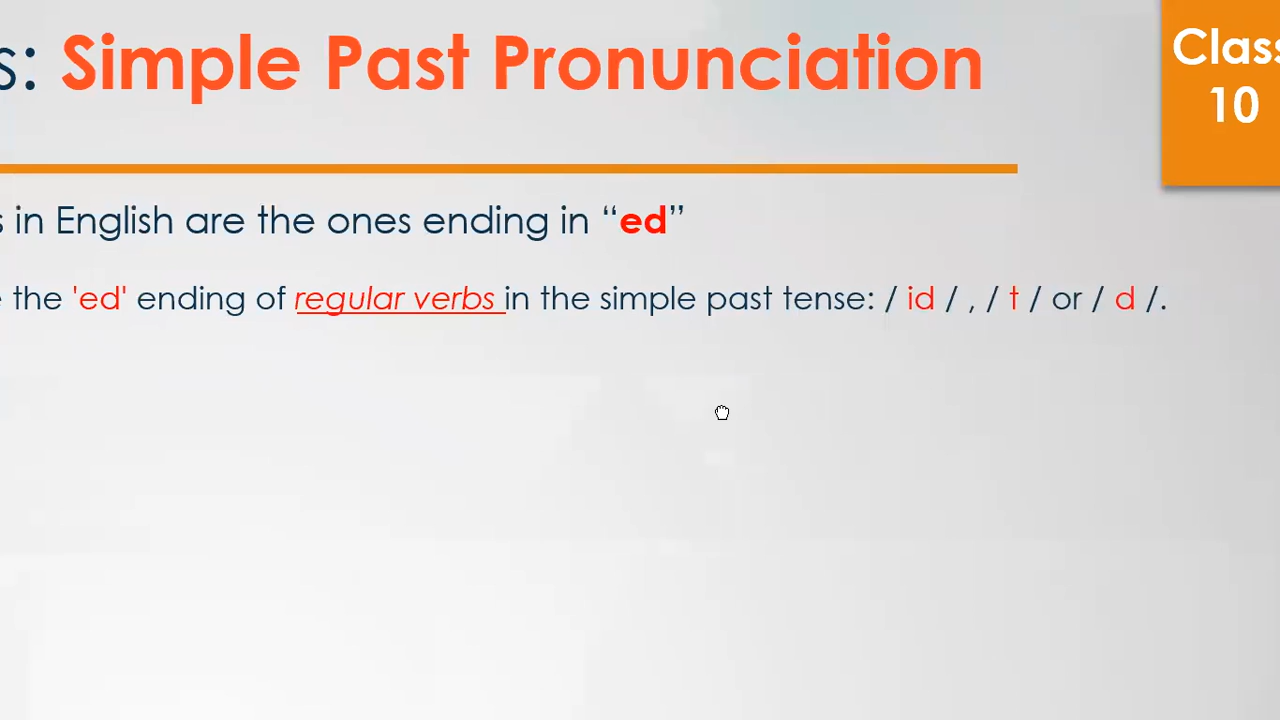 s: Simple Past Pronunciation
Class
10
s in English are the ones ending in “ed”
the 'ed' ending of regular verbs in the simple past tense: / id / , / t / or / d /.